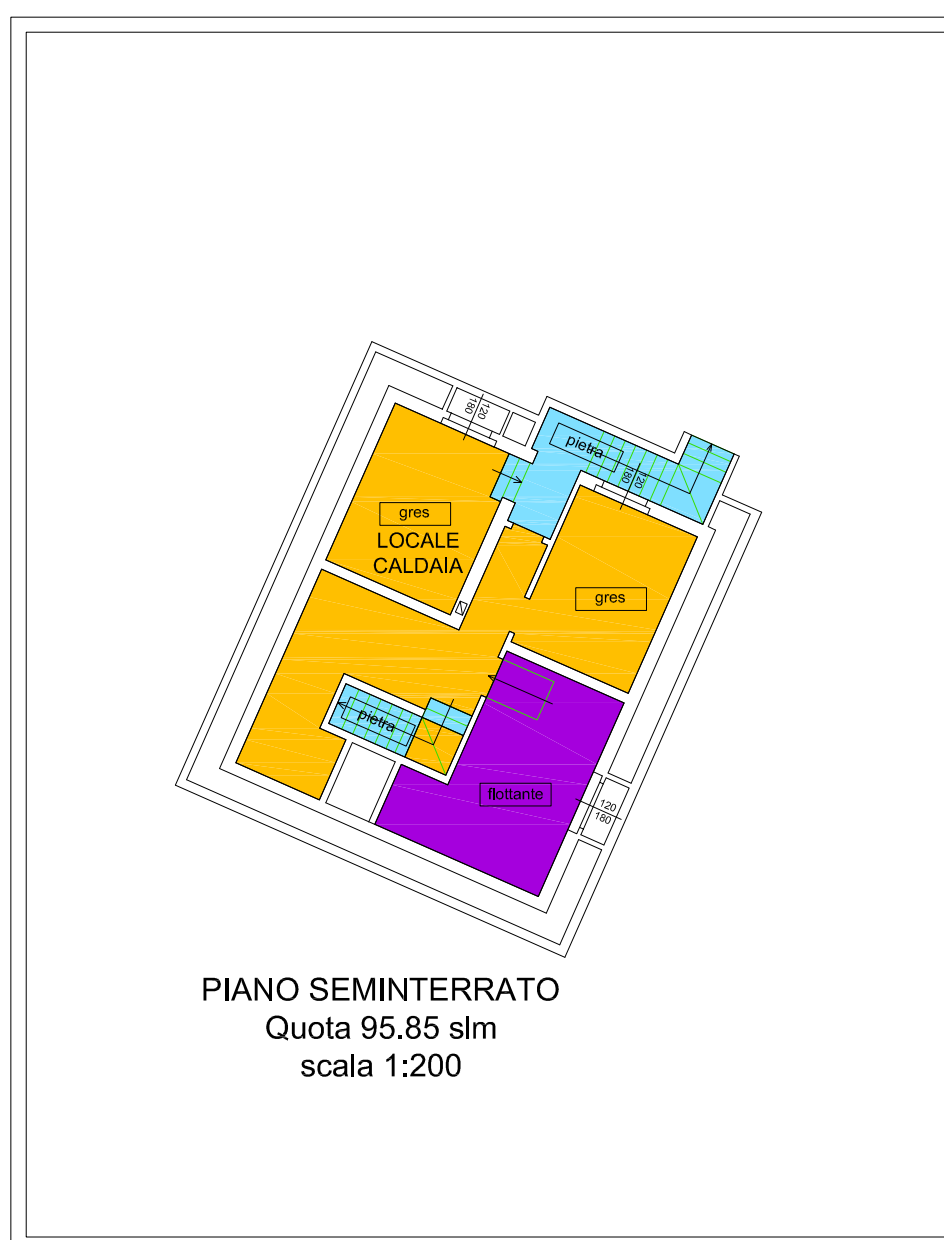 180
120
pietra
180
120
gres
LOCALE
CALDAIA
gres
pietra
flottante
120
180
PIANO SEMINTERRATO
Quota 95.85 slm
scala 1:200